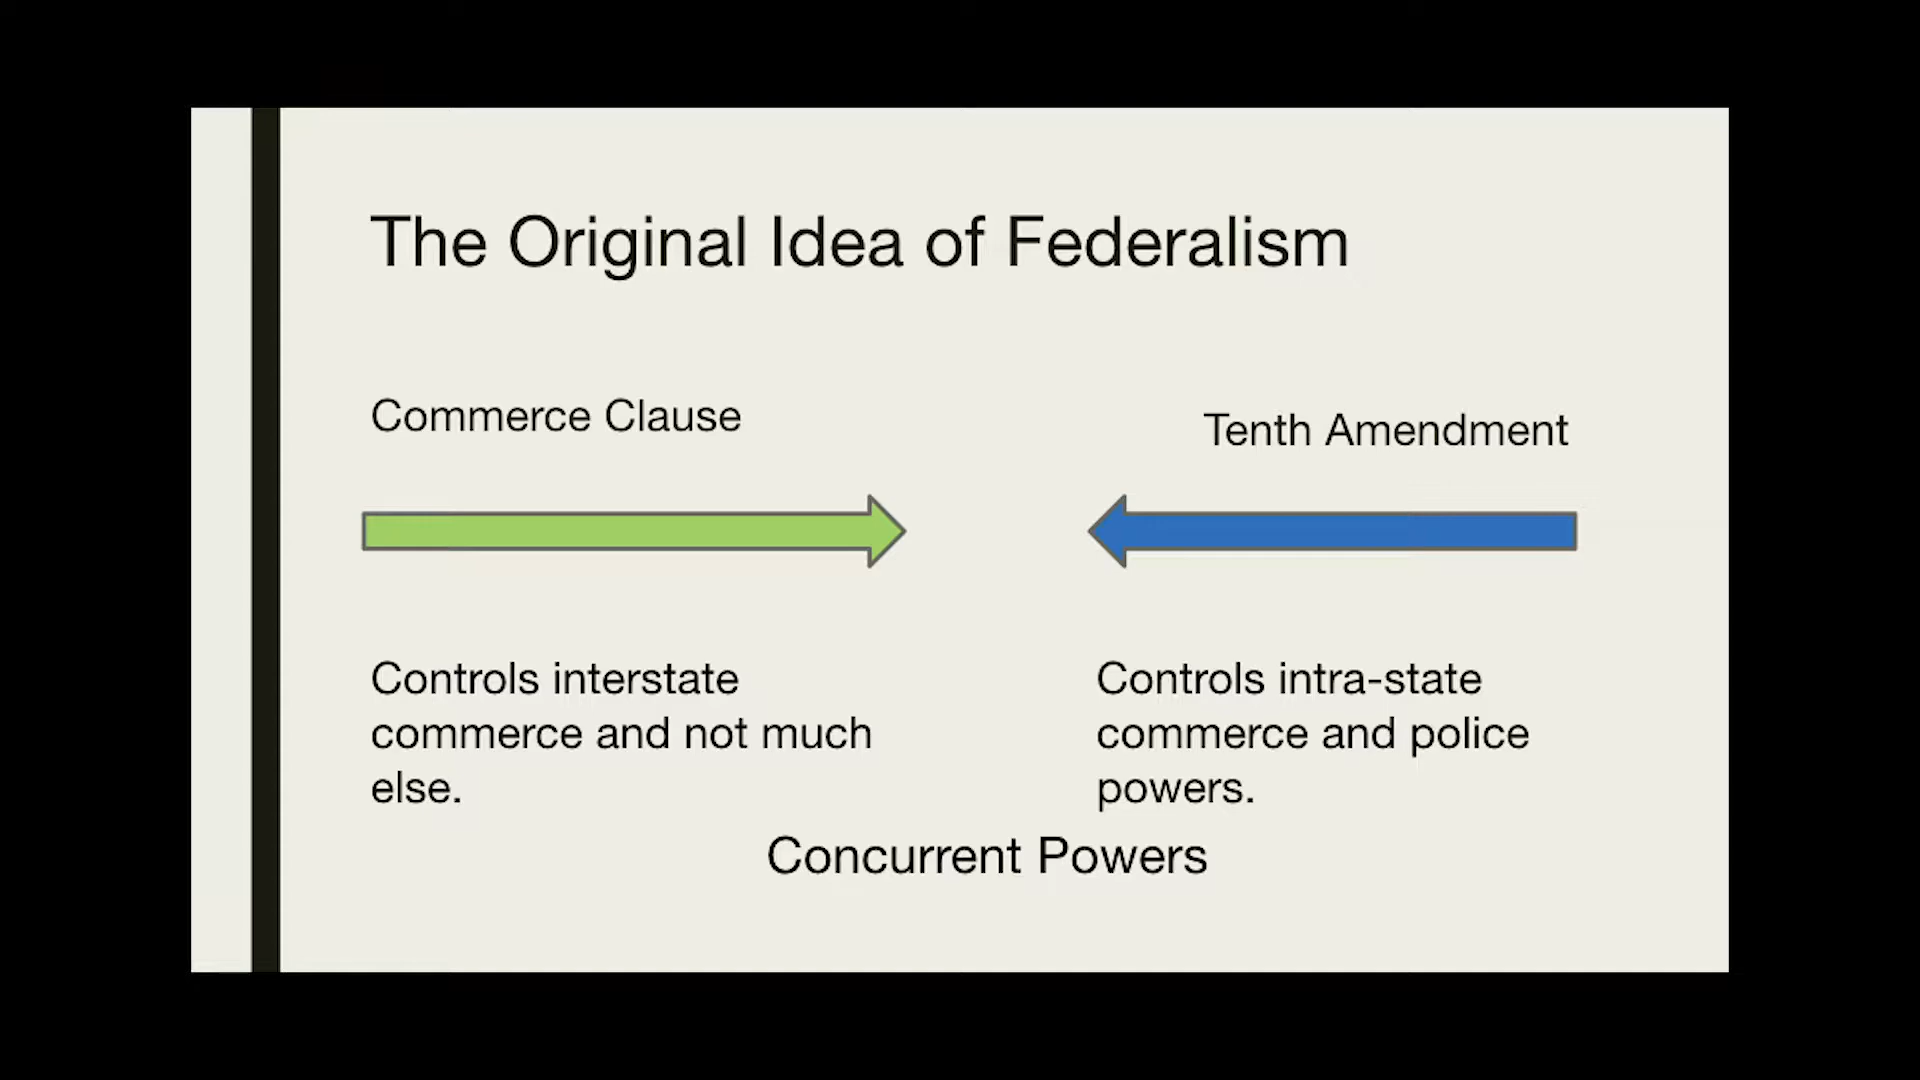 The Original Idea of Federalism
Commerce Clause
Tenth Amendment
Controls interstate
commerce and not much
else.
Controls intra-state
commerce and police
powers.
Concurrent Powers